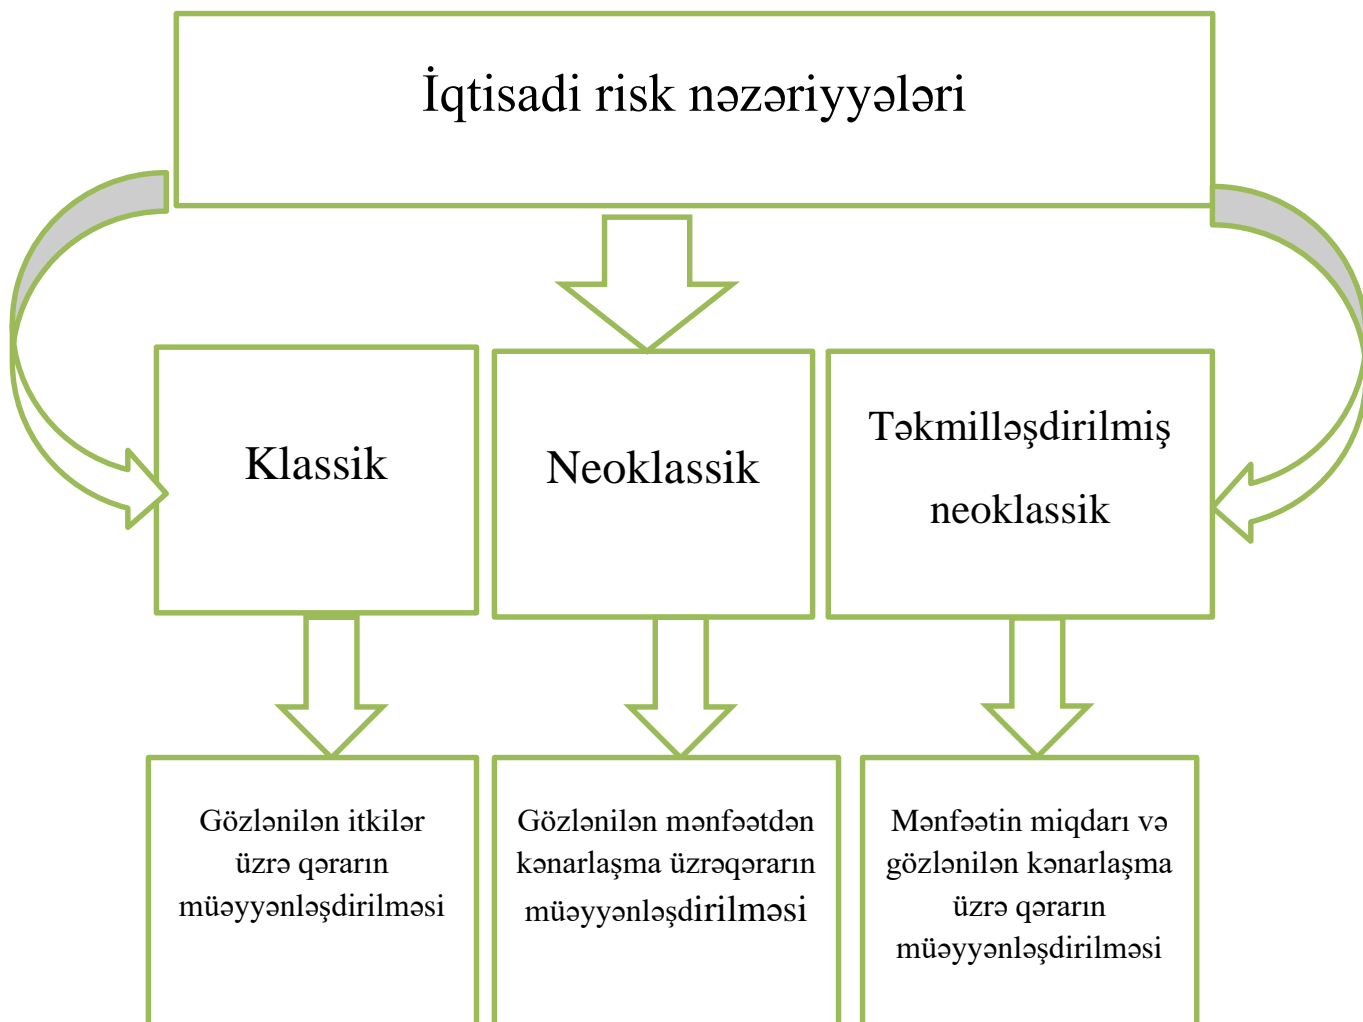 İqtisadi risk nəzəriyyələri
Klassik
Neoklassik
Təkmilləşdirilmiş
neoklassik
Gözlənilən itkilər
üzrə qərarın
müəyyənləşdirilməsi
Gözlənilən mənfəətdən
kənarlaşma üzrəqərarın
müəyyənləşdirilməsi
Mənfəətin miqdarı və
gözlənilən kənarlaşma
üzrə qərarın
müəyyənləşdirilməsi